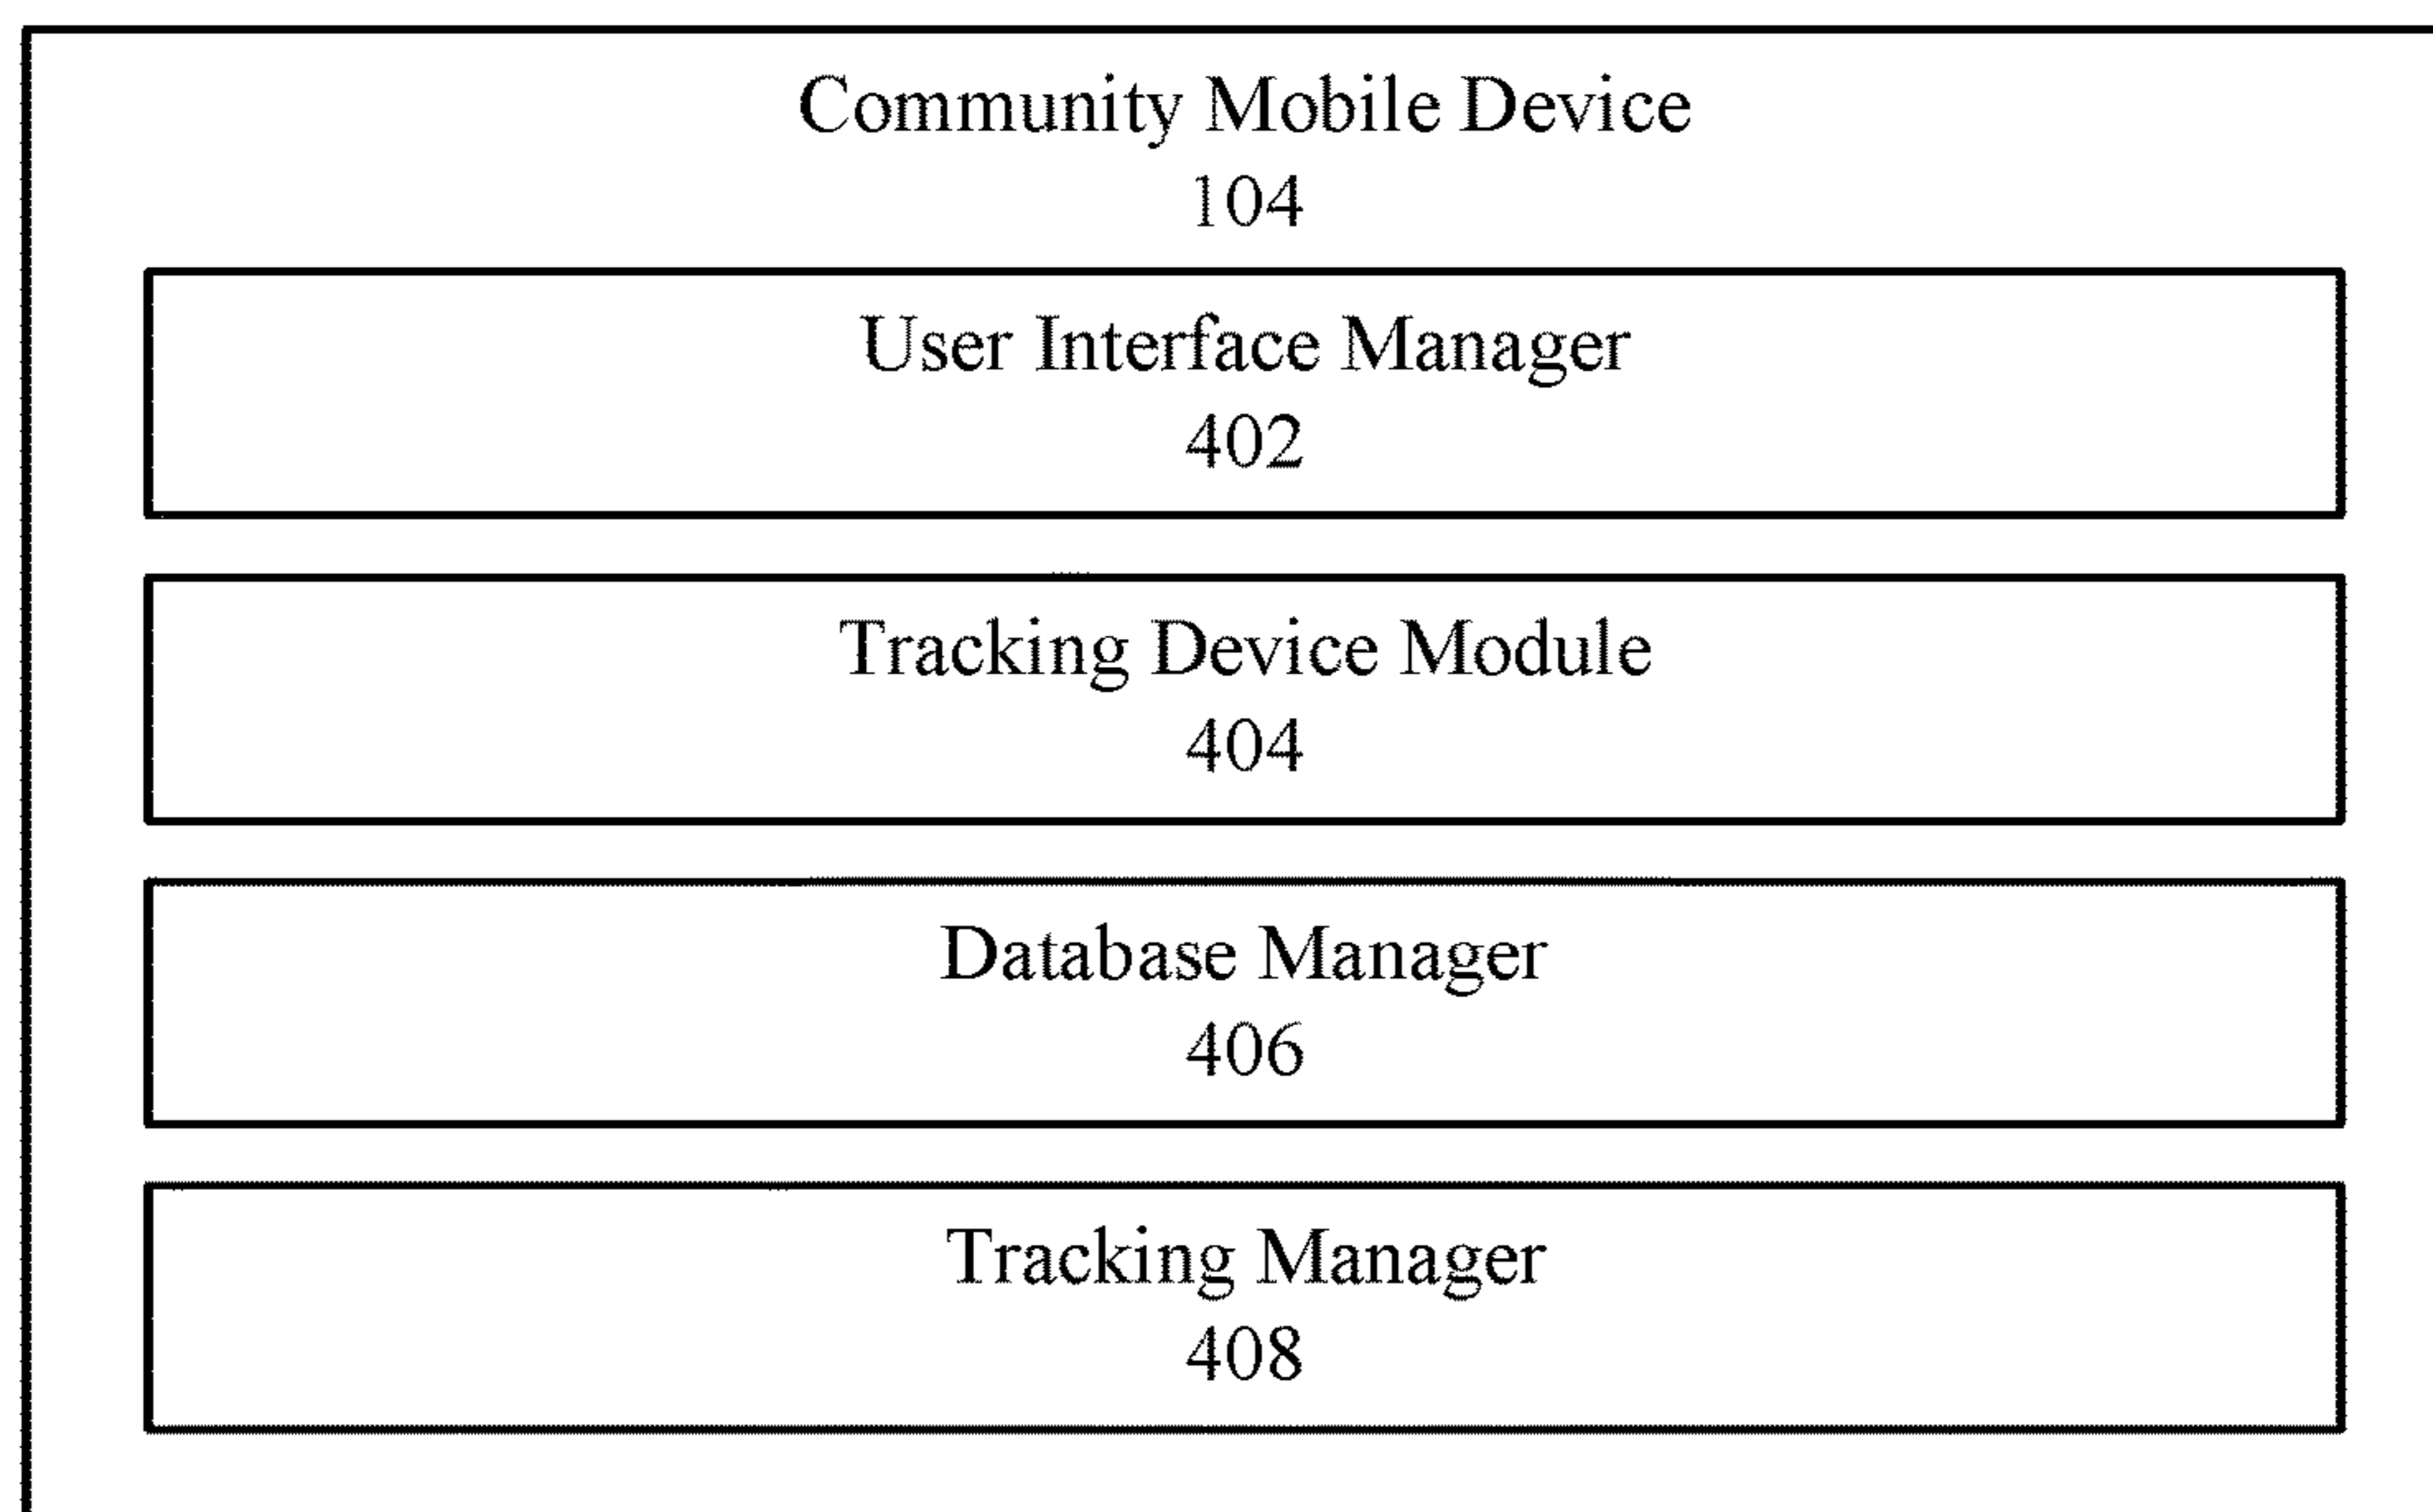 Community Mobile Device
104
User Interface Manager
402
Tracking Device Module
404
Database Manager
406
Tracking Manager
408